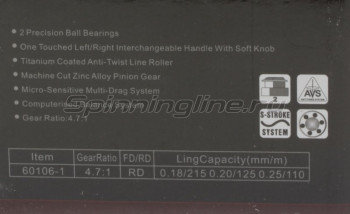 • 2 Precision Ball Bearings
• One Touched Left/Right Interchangeable Handle With Soft Knob
• Titanium Coated Anti-Twist Line Roller
• Machine Cut Zinc Alloy Pinion Gear
• Micro-Sensitive Multi-Drag System
• Computerized
• Gear Ratio: 4.7:1
2
AVS
S-STROKE
SYSTEM
Spinningline.ru
Item GearRatio FD/RD LingCapacity(mm/m)
60106-1 4.7:1 RD 0.18/215 0.20/125 0.25/110